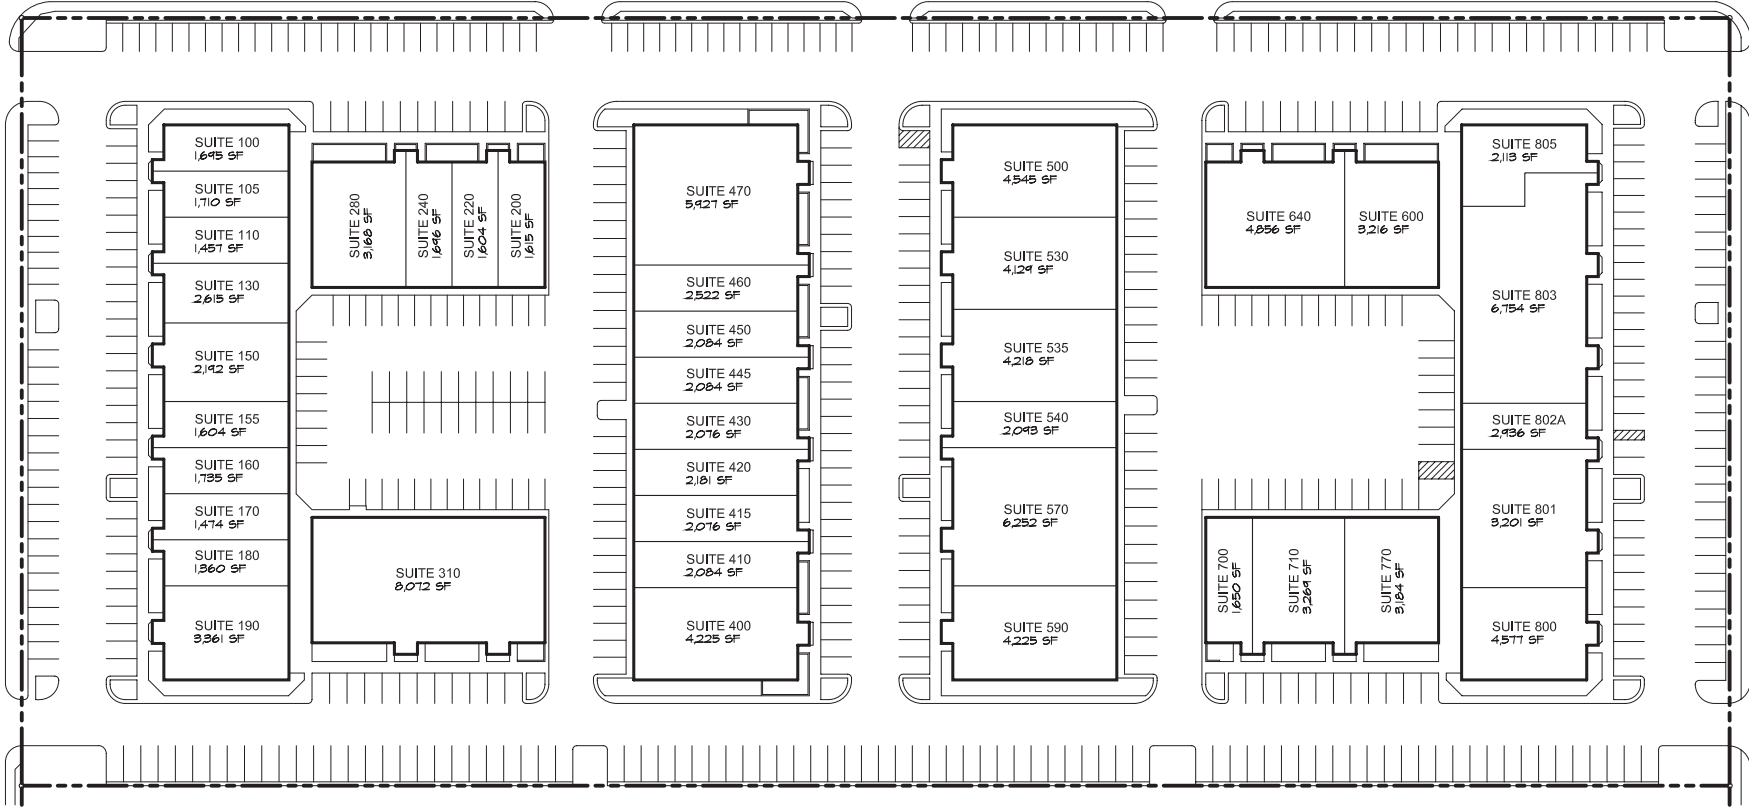 SUITE 100
1,695 SF
SUITE 105
1,710 SF
SUITE 110
1,457 SF
SUITE 130
2,615 SF
SUITE 150
2,192 SF
SUITE 155
1,604 SF
SUITE 160
1,735 SF
SUITE 170
1,474 SF
SUITE 180
1,360 SF
SUITE 190
3,361 SF
SUITE 280
3,168 SF
SUITE 240
1,696 SF
SUITE 220
1,604 SF
SUITE 200
1,615 SF
SUITE 310
8,072 SF
SUITE 470
5,927 SF
SUITE 460
2,522 SF
SUITE 450
2,084 SF
SUITE 445
2,084 SF
SUITE 430
2,076 SF
SUITE 420
2,181 SF
SUITE 415
2,076 SF
SUITE 410
2,084 SF
SUITE 400
4,225 SF
SUITE 500
4,545 SF
SUITE 530
4,129 SF
SUITE 535
4,218 SF
SUITE 540
2,093 SF
SUITE 570
6,252 SF
SUITE 590
4,225 SF
SUITE 640
4,856 SF
SUITE 600
3,216 SF
SUITE 700
1,650 SF
SUITE 710
3,269 SF
SUITE 770
3,184 SF
SUITE 805
2,113 SF
SUITE 803
6,754 SF
SUITE 802A
2,936 SF
SUITE 801
3,201 SF
SUITE 800
4,577 SF